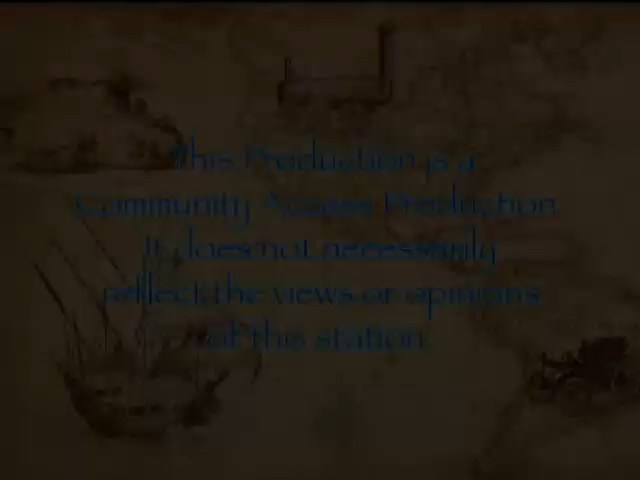 This Production is a
Community Access Production
It does not necessarily
reflect the views or opinions
of this station